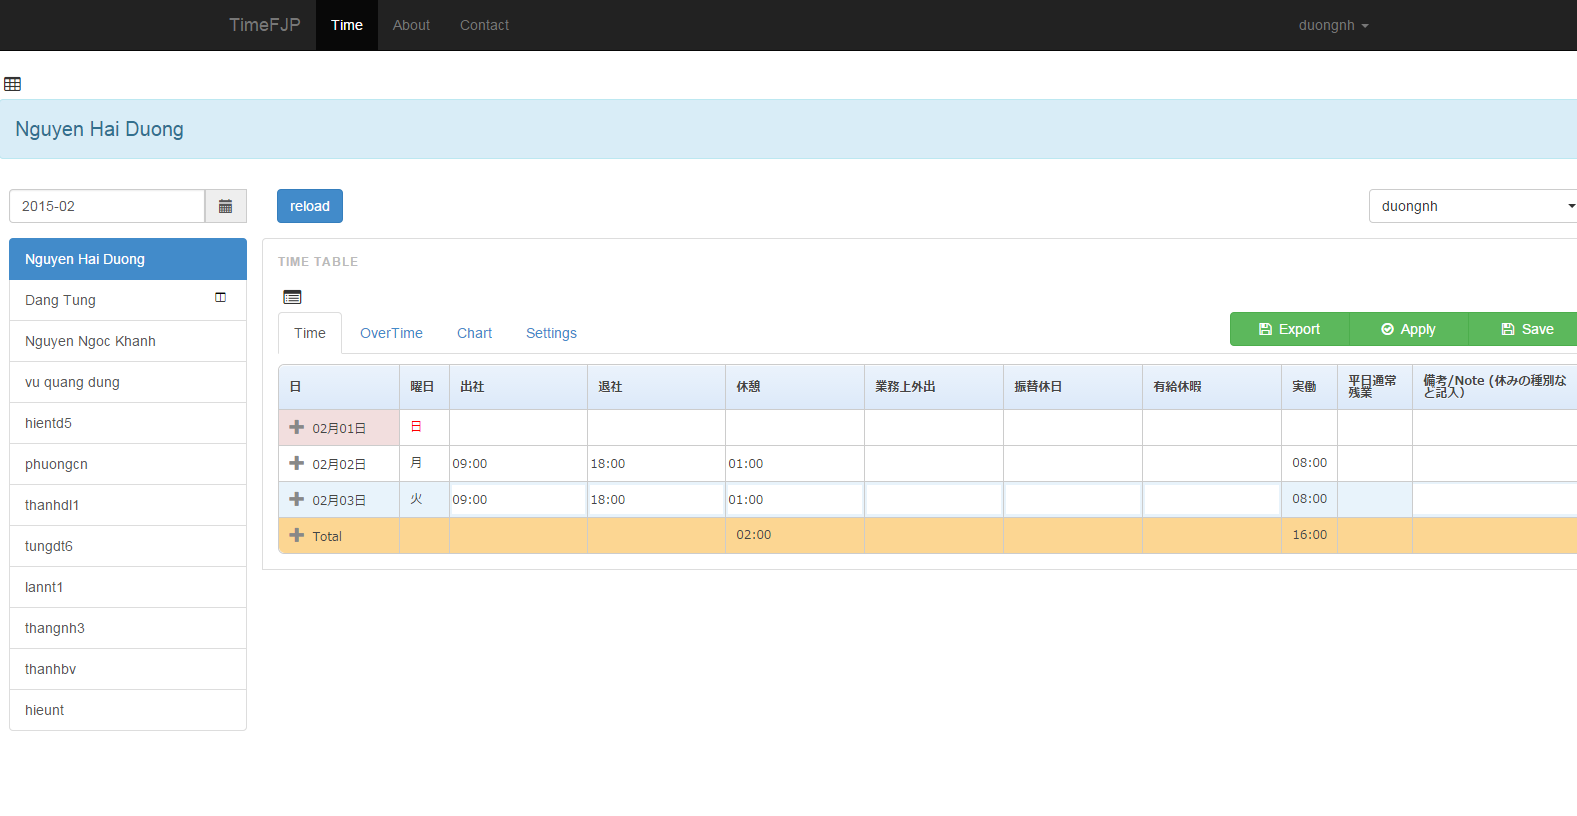 TimeFJP Time About Contact duongnh
Nguyen Hai Duong
2015-02 reload duongnh
Nguyen Hai Duong
Dang Tung
Nguyen Ngoc Khanh
vu quang dung
hientd5
phuongcn
thanhdl1
tungdt6
lannt1
thangnh3
thanhbv
hieunt
TIME TABLE
Time OverTime Chart Settings Export Apply Save
日 曜日 出社 退社 休憩 業務上外出 振替休日 有給休暇 実働 平日通常残業 備考/Note (休みの種別など記入)
02月01日 日
02月02日 月 09:00 18:00 01:00 08:00
02月03日 火 09:00 18:00 01:00 08:00
Total 02:00 16:00